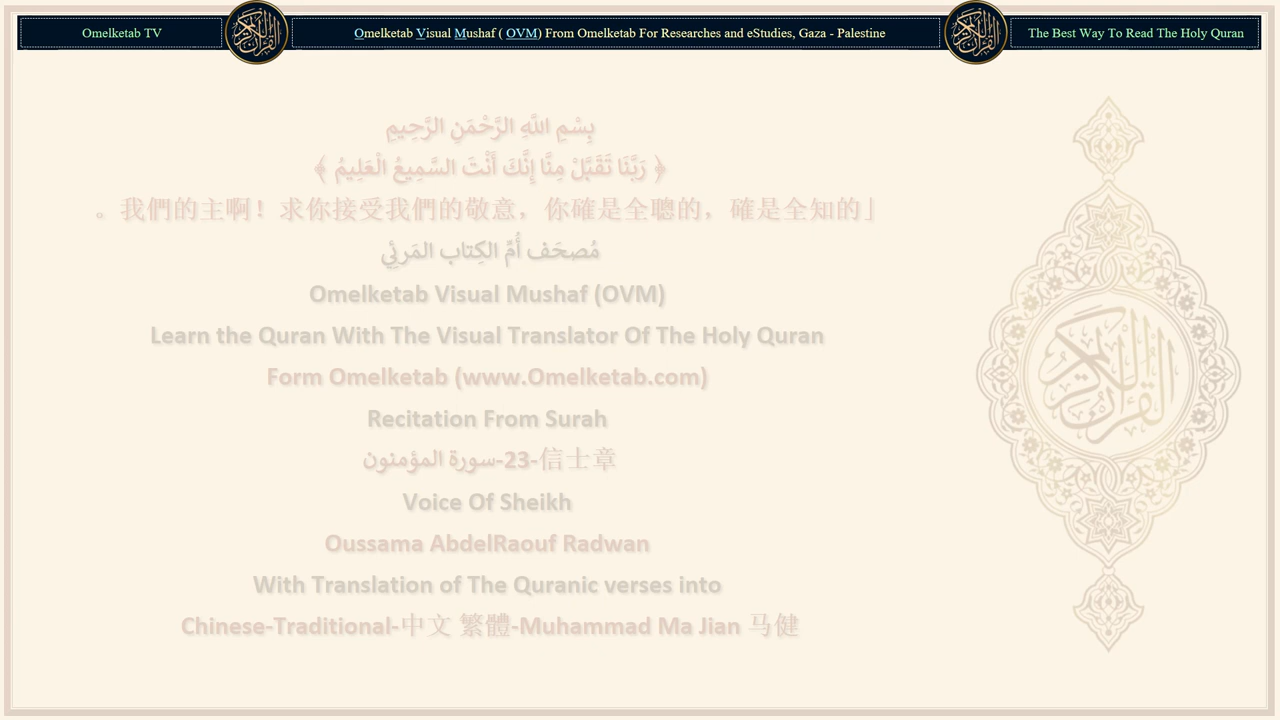 Omelketab TV
Omelketab Visual Mushaf ( OVM) From Omelketab For Researches and eStudies, Gaza - Palestine
The Best Way To Read The Holy Quran
بِسْمِ اللَّهِ الرَّحْمَنِ الرَّحِيمِ
﴿ رَبَّنَا تَقَبَّلْ مِنَّا إِنَّكَ أَنْتَ السَّمِيعُ الْعَلِيمُ ﴾
。我們的主啊！求你接受我們的敬意，你確是全聰的，確是全知的」
مُصحَف أُمِّ الكِتاب المَرئِي
Omelketab Visual Mushaf (OVM)
Learn the Quran With The Visual Translator Of The Holy Quran
Form Omelketab (www.Omelketab.com)
Recitation From Surah
سورة المؤمنون-23-信士章
Voice Of Sheikh
Oussama AbdelRaouf Radwan
With Translation of The Quranic verses into
Chinese-Traditional-中文 繁體-Muhammad Ma Jian 马健
القرآن الكريم